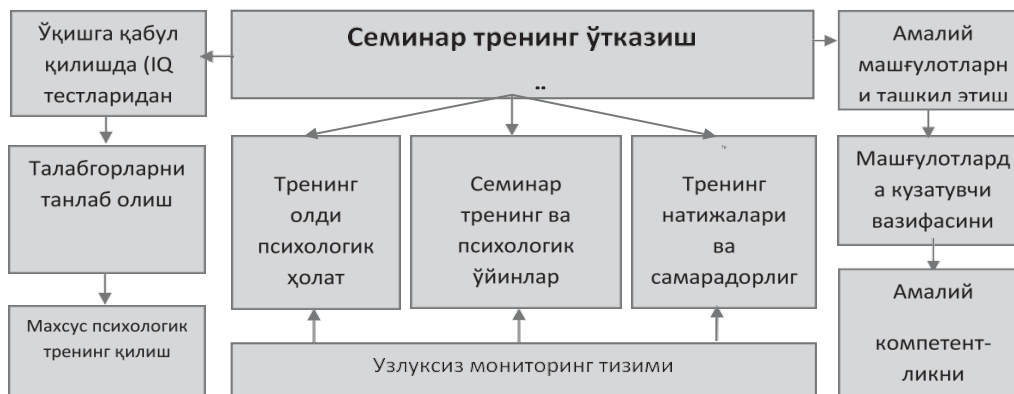 Ўқишга қабул
қилишда (IQ
тестларидан
Семинар тренинг ўтказиш
Амалий
машғулотларн
и ташкил этиш
Талабгорларни
танлаб олиш
Тренинг
олди
психологик
ҳолат
Семинар
тренинг ва
психологик
ўйинлар
Тренинг
натижалари
ва
самарадорлиг
Машғулотлард
а кузатувчи
вазифасини
Махсус психологик
тренинг қилиш
Узлуксиз мониторинг тизими
Амалий
компетент-
ликни